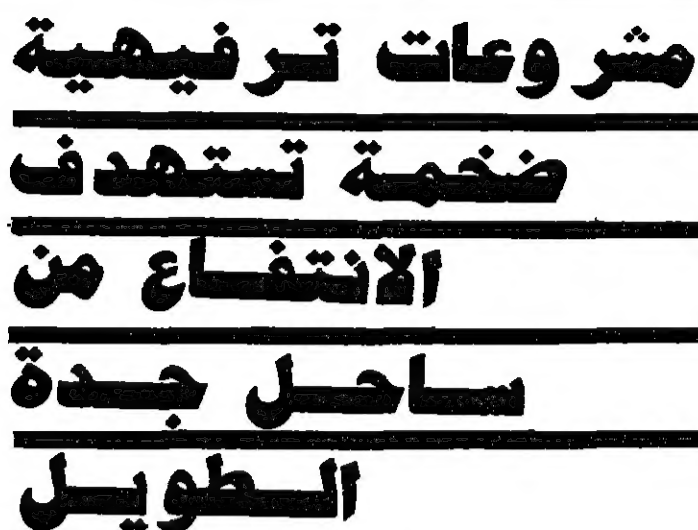 مشروعات ترفيهية
ضخمة تستهدف
الانتفاع من
ساحل جدة
الطويل